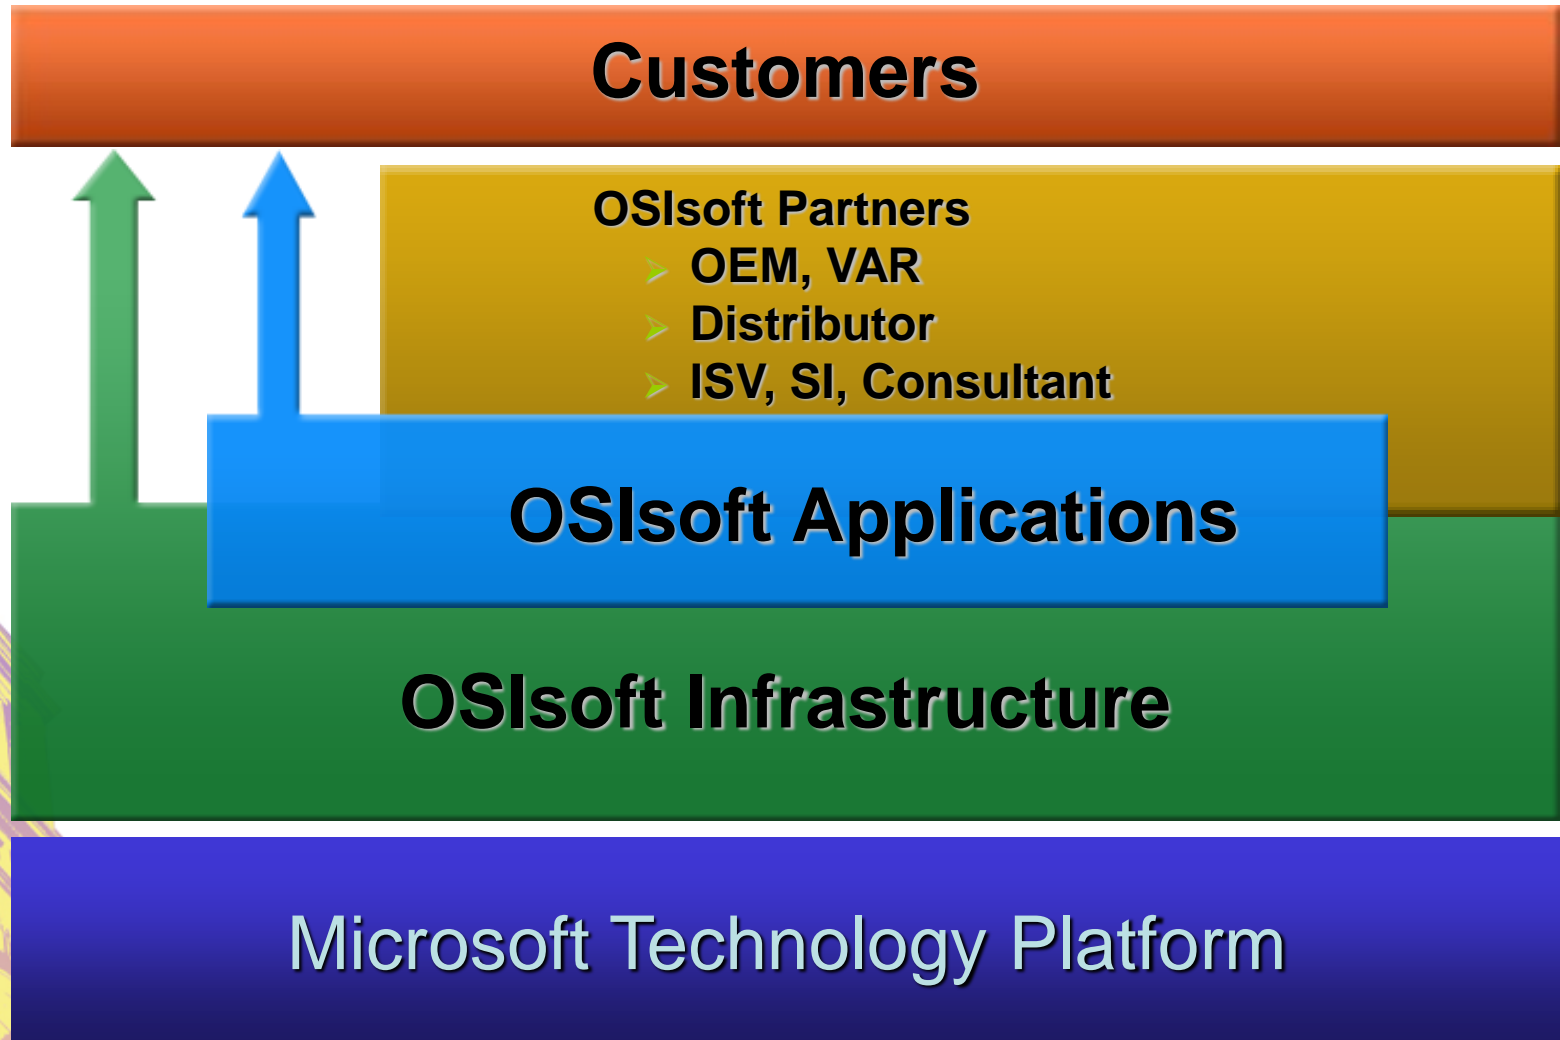 Customers
OSIsoft Partners
OEM, VAR
Distributor
ISV, SI, Consultant
OSIsoft Applications
OSIsoft Infrastructure
Microsoft Technology Platform